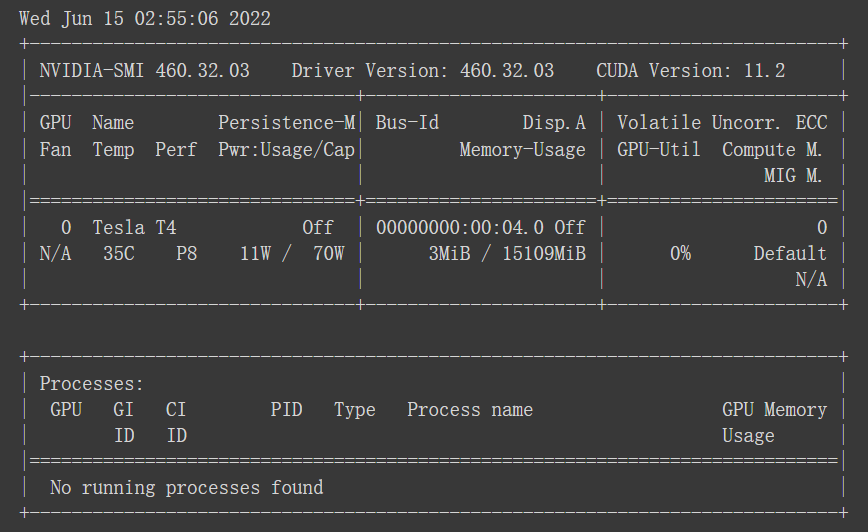 Wed Jun 15 02:55:06 2022
+-----------------------------------------------------------------------------+
| NVIDIA-SMI 460.32.03    Driver Version: 460.32.03    CUDA Version: 11.2     |
|-------------------------------+----------------------+----------------------+
| GPU  Name        Persistence-M| Bus-Id        Disp.A | Volatile Uncorr. ECC |
| Fan  Temp  Perf  Pwr:Usage/Cap|         Memory-Usage | GPU-Util  Compute M. |
|                               |                      |               MIG M. |
|===============================+======================+======================|
|   0  Tesla T4            Off  | 00000000:00:04.0 Off |                    0 |
| N/A   35C    P8    11W /  70W |      3MiB / 15109MiB |      0%      Default |
|                               |                      |                  N/A |
+-------------------------------+----------------------+----------------------+

+-----------------------------------------------------------------------------+
| Processes:                                                                  |
|  GPU   GI   CI        PID   Type   Process name                  GPU Memory |
|        ID   ID                                                   Usage      |
|=============================================================================|
|  No running processes found                                                 |
+-----------------------------------------------------------------------------+